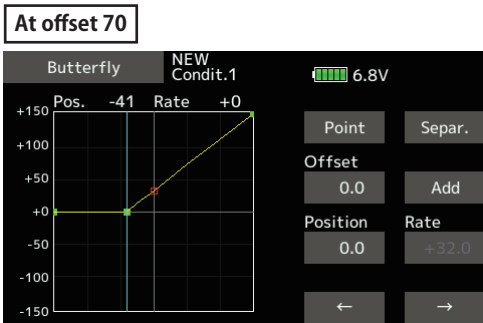 At offset 70
Butterfly
NEW
Condit.1
6.8V
Pos. -41 Rate +0
+150
+100
+50
+0
-50
-100
-150
Point
Separ.
Offset
0.0
Add
Position
Rate
0.0
+32.0
←
→